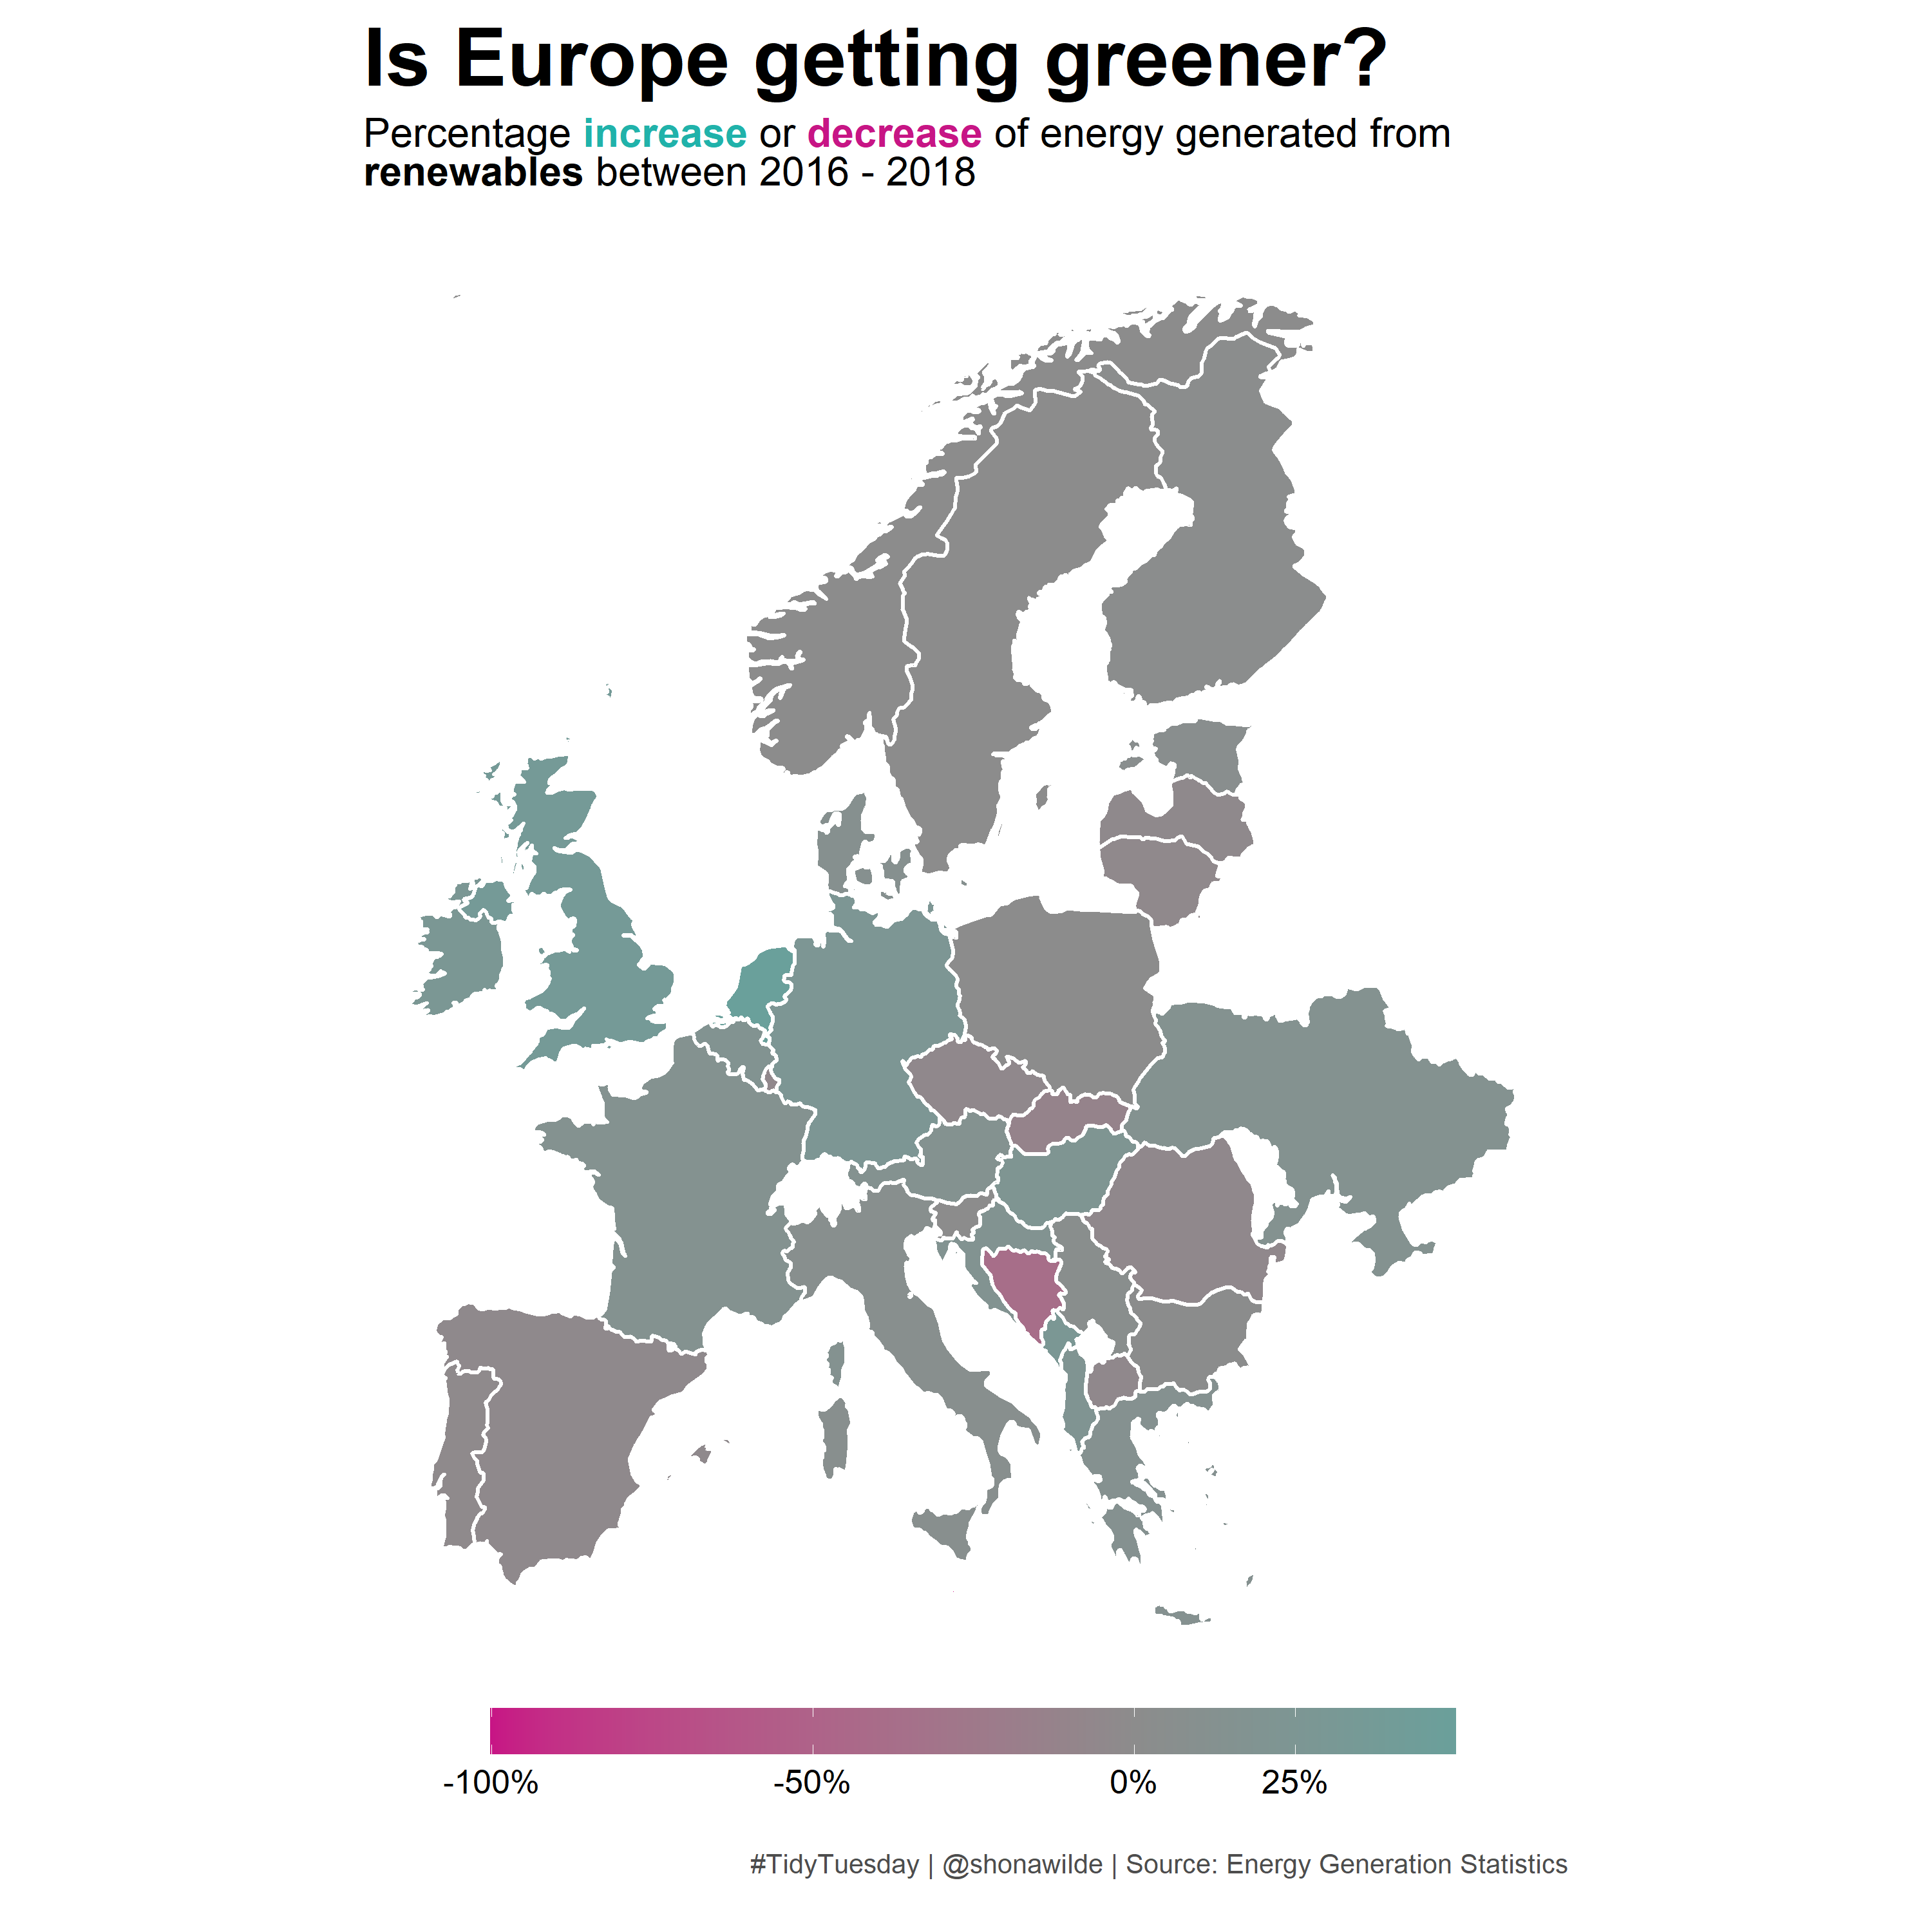 Is Europe getting greener?
Percentage increase or decrease of energy generated from
renewables between 2016 - 2018
-100% -50% 0% 25%
#TidyTuesday | @shonawilde | Source: Energy Generation Statistics